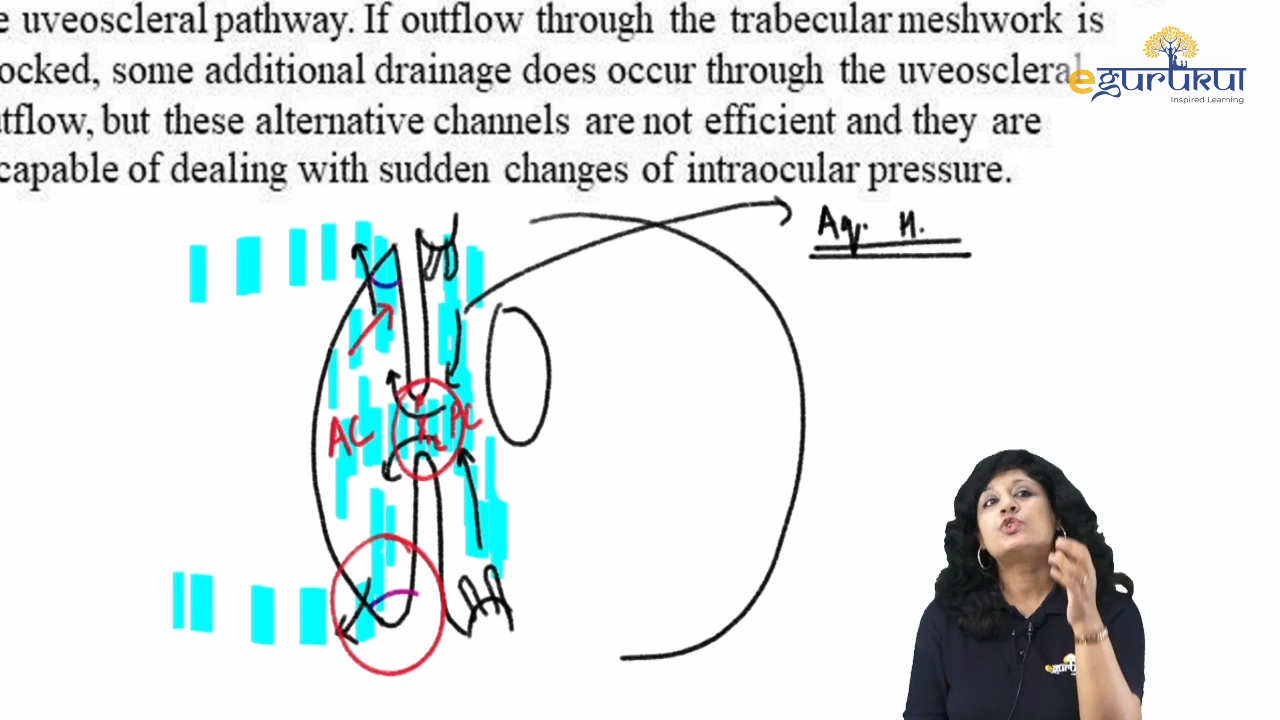 e uveoscleral pathway. If outflow through the trabecular meshwork is
ocked, some additional drainage does occur through the uveoscleral
utflow, but these alternative channels are not efficient and they are
capable of dealing with sudden changes of intraocular pressure.
egurukul
Inspired Learning
Aq. H.
AC
PC